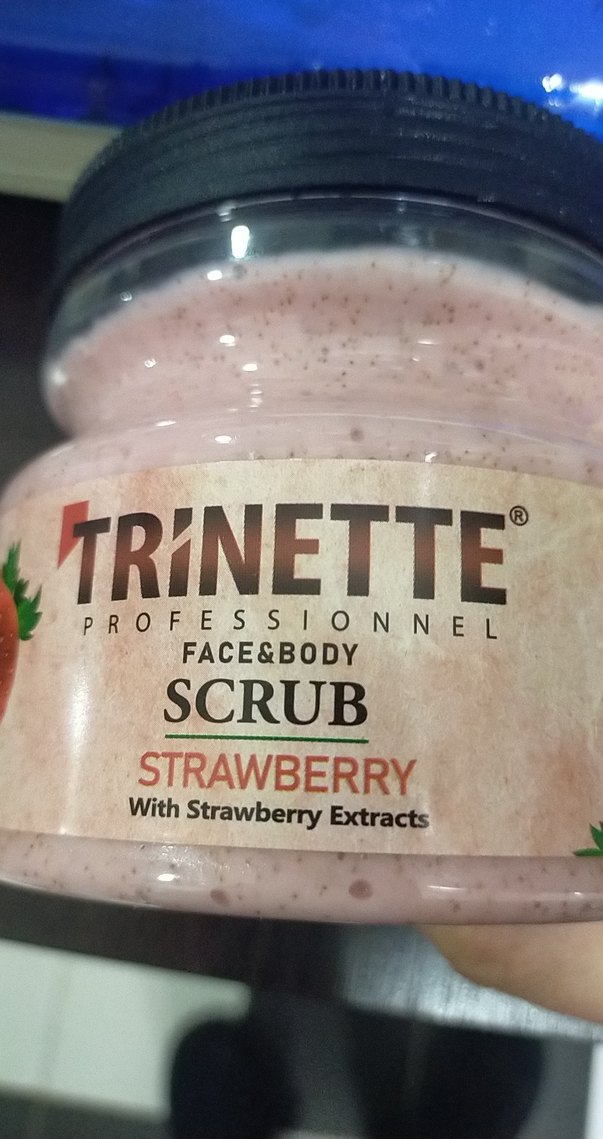 TRiNETTE®
PROFESSIONNEL
FACE&BODY
SCRUB
STRAWBERRY
With Strawberry Extracts